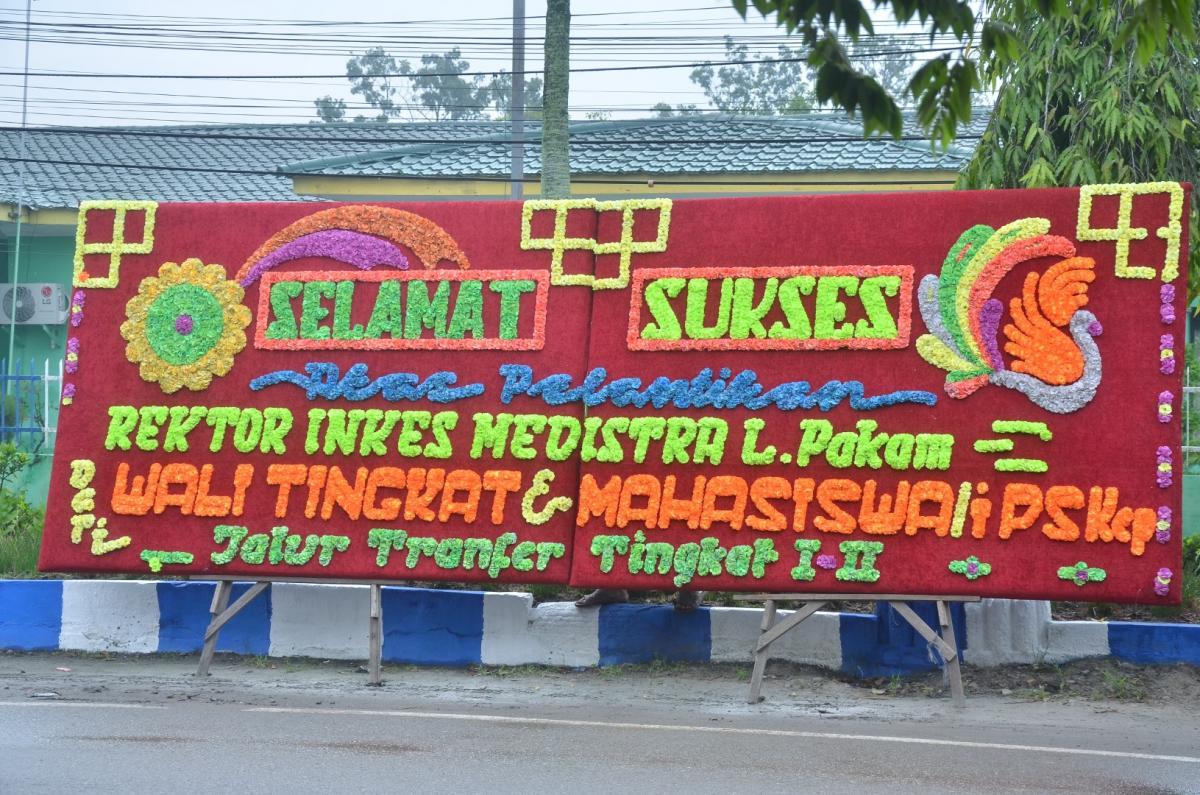 SELAMAT SUKSES
Atas Pelantikan
REKTOR INKES MEDISTRA L. Pakam
Dari
WALI TINGKAT & MAHASISWA/i PSKep
Jalur Tranfer Tingkat I-II
LG